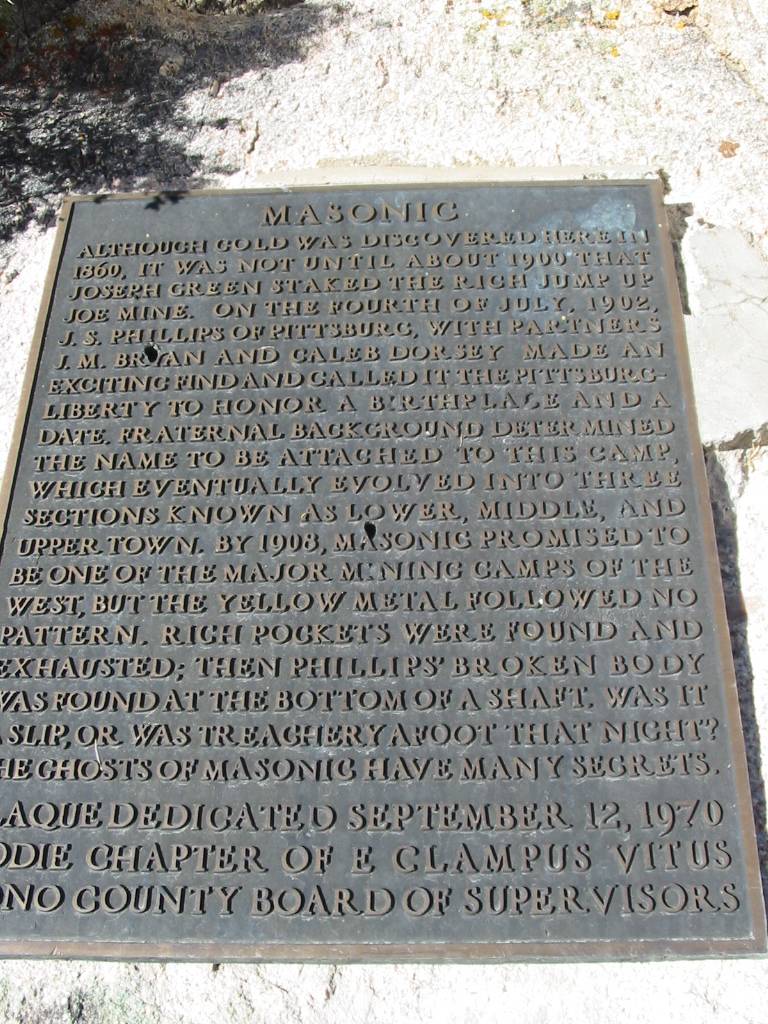 MASONIC
ALTHOUGH GOLD WAS DISCOVERED HERE IN
1860, IT WAS NOT UNTIL ABOUT 1900 THAT
JOSEPH GREEN STAKED THE RICH JUMP UP
JOE MINE. ON THE FOURTH OF JULY, 1902,
J. S. PHILLIPS OF PITTSBURG, WITH PARTNERS
J. M. BRYAN AND CALEB DORSEY MADE AN
EXCITING FIND AND CALLED IT THE PITTSBURG-
LIBERTY TO HONOR A BIRTHPLACE AND A
DATE. FRATERNAL BACKGROUND DETERMINED
THE NAME TO BE ATTACHED TO THIS CAMP,
WHICH EVENTUALLY EVOLVED INTO THREE
SECTIONS KNOWN AS LOWER, MIDDLE, AND
UPPER TOWN. BY 1908, MASONIC PROMISED TO
BE ONE OF THE MAJOR MINING CAMPS OF THE
WEST, BUT THE YELLOW METAL FOLLOWED NO
PATTERN. RICH POCKETS WERE FOUND AND
EXHAUSTED; THEN PHILLIPS' BROKEN BODY
WAS FOUND AT THE BOTTOM OF A SHAFT. WAS IT
A SLIP, OR WAS TREACHERY AFOOT THAT NIGHT?
HE GHOSTS OF MASONIC HAVE MANY SECRETS.
LAQUE DEDICATED SEPTEMBER 12, 1970
ODIE CHAPTER OF E CLAMPUS VITUS
NO COUNTY BOARD OF SUPERVISORS